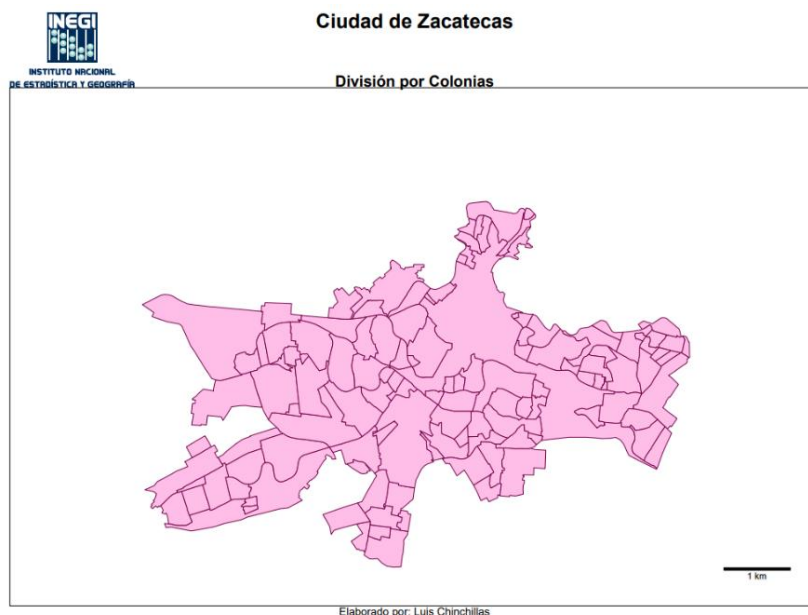 Ciudad de Zacatecas
INEGI
INSTITUTO NACIONAL
DE ESTADÍSTICA Y GEOGRAFÍA
División por Colonias
1 km
Elaborado por: Luis Chinchillas